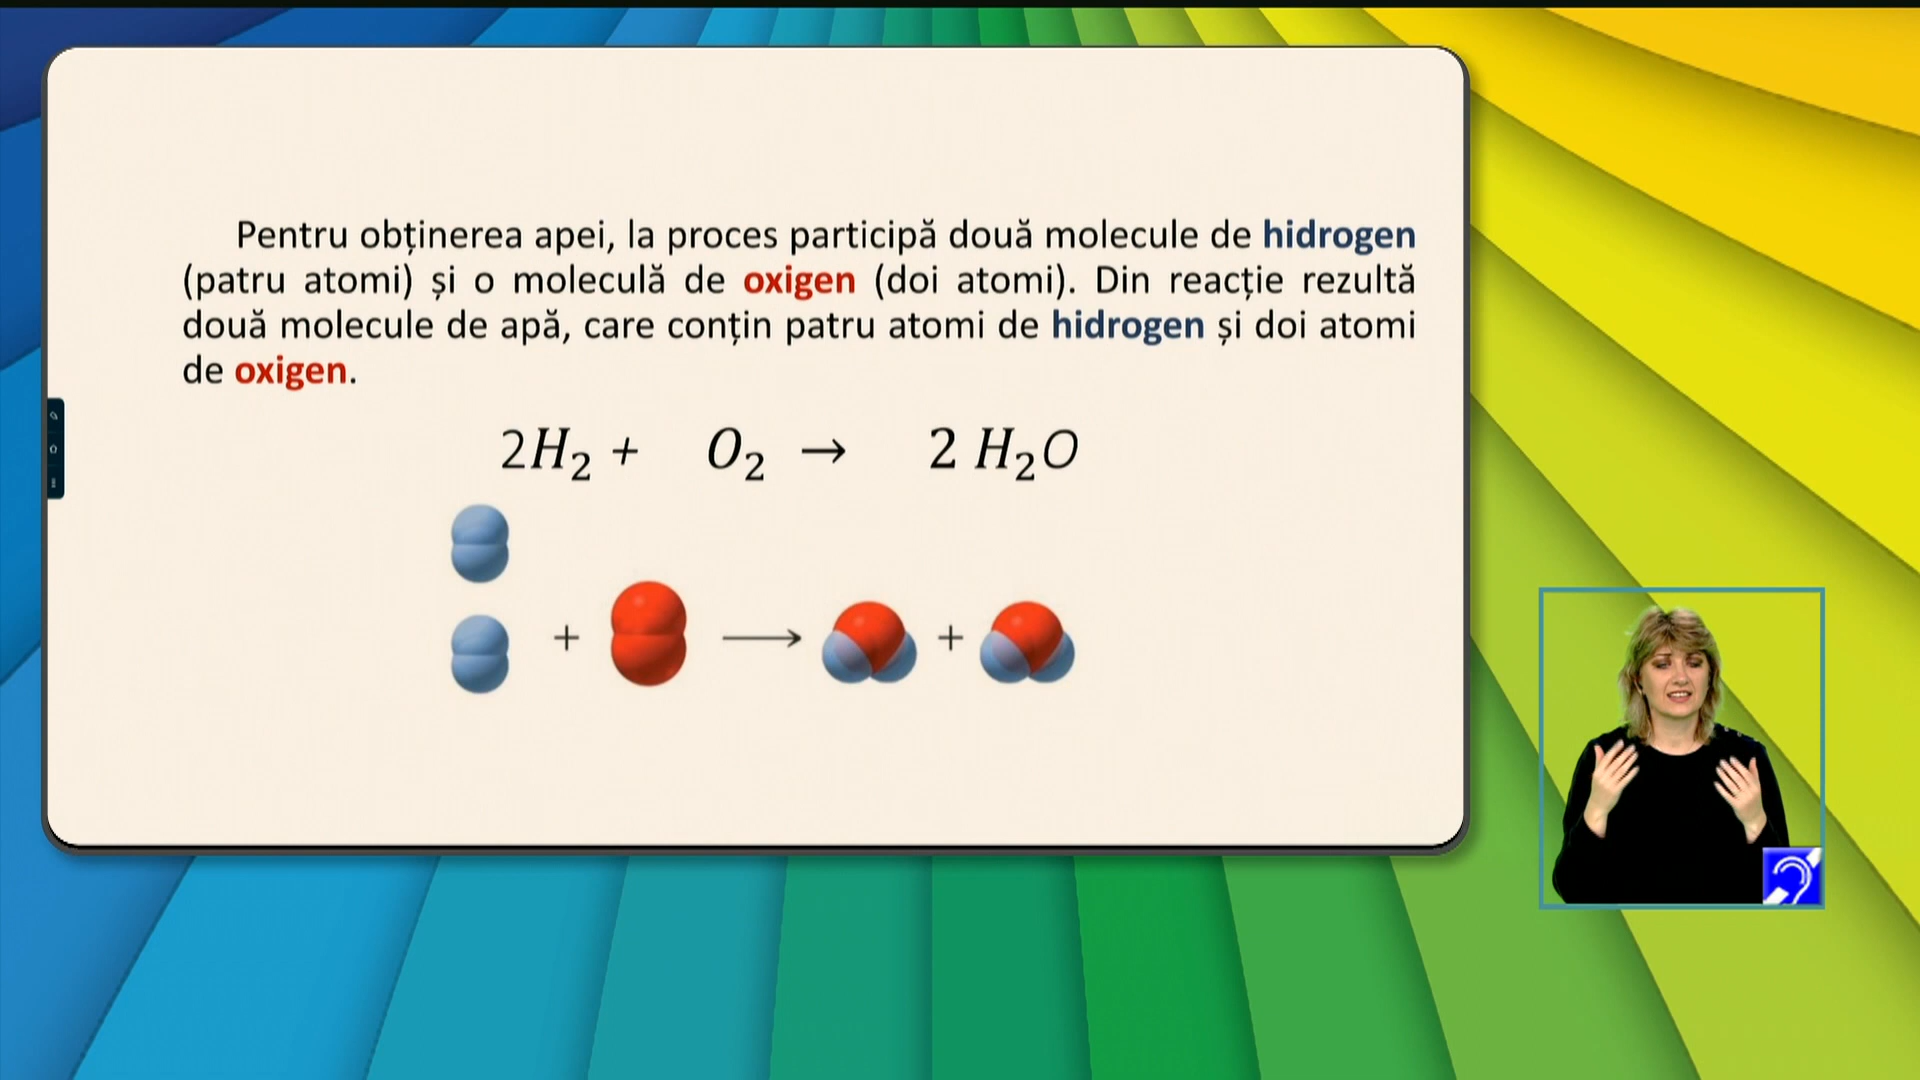 Pentru obținerea apei, la proces participă două molecule de hidrogen
(patru atomi) și o moleculă de oxigen (doi atomi). Din reacție rezultă
două molecule de apă, care conțin patru atomi de hidrogen și doi atomi
de oxigen.
2H₂ + O₂ → 2 H₂O
+ → +